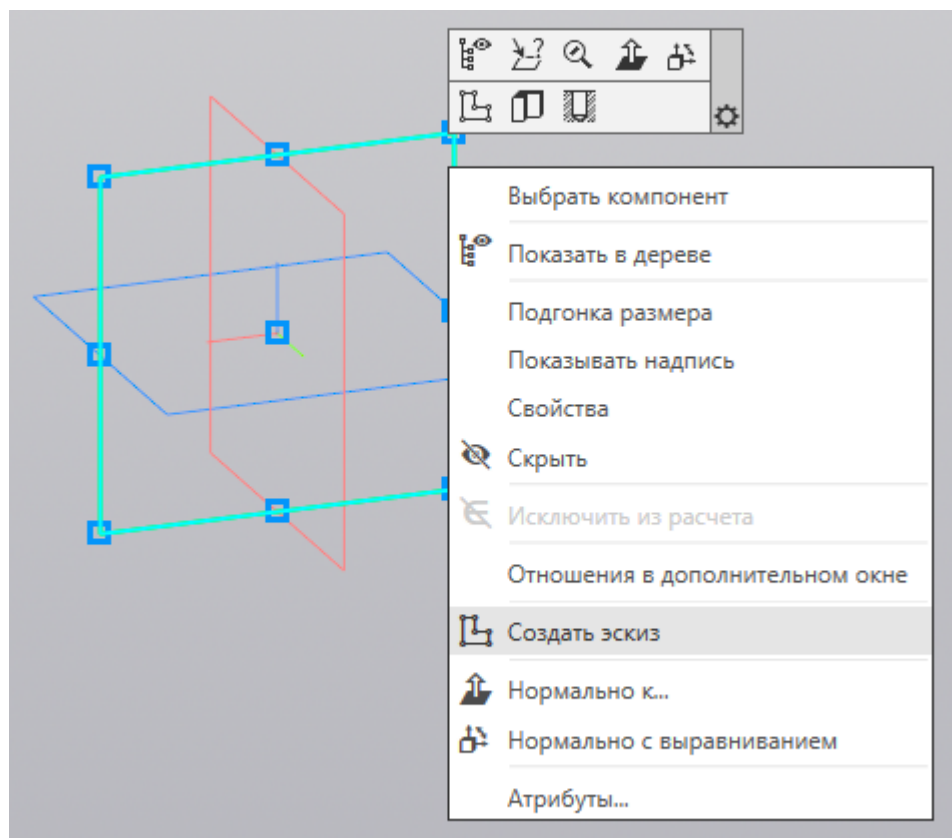 Выбрать компонент
Показать в дереве
Подгонка размера
Показывать надпись
Свойства
Скрыть
Исключить из расчета
Отношения в дополнительном окне
Создать эскиз
Нормально к...
Нормально с выравниванием
Атрибуты...